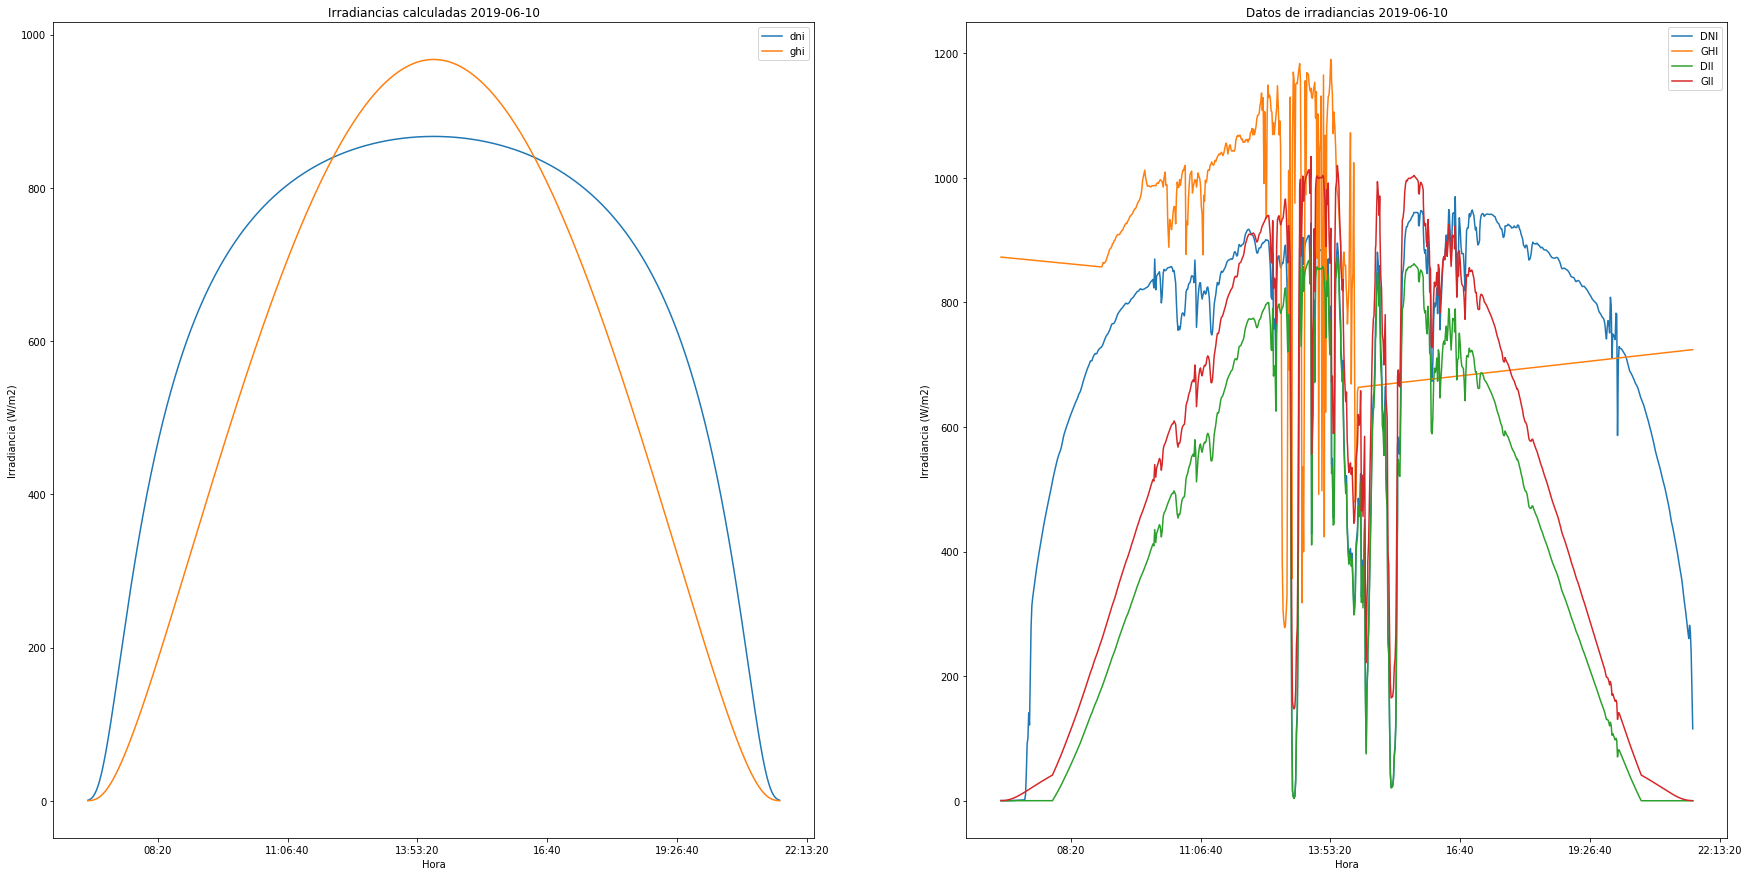 Irradiancias calculadas 2019-06-10
dni
ghi
1000
800
600
400
200
0
Irradiancia (W/m2)
08:20
11:06:40
13:53:20
16:40
19:26:40
22:13:20
Hora
Datos de irradiancias 2019-06-10
DNI
GHI
DII
GII
1200
1000
800
600
400
200
0
Irradiancia (W/m2)
08:20
11:06:40
13:53:20
16:40
19:26:40
22:13:20
Hora